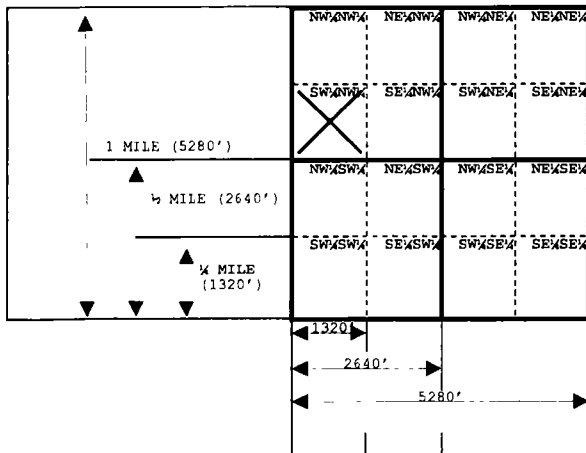 NW¼NW¼ NE¼NW¼ NW¼NE¼ NE¼NE¼
SW¼NW¼ SE¼NW¼ SW¼NE¼ SE¼NE¼
1 MILE (5280')
NW¼SW¼ NE¼SW¼ NW¼SE¼ NE¼SE¼
½ MILE (2640')
SW¼SW¼ SE¼SW¼ SW¼SE¼ SE¼SE¼
¼ MILE
(1320')
1320'
2640'
5280'